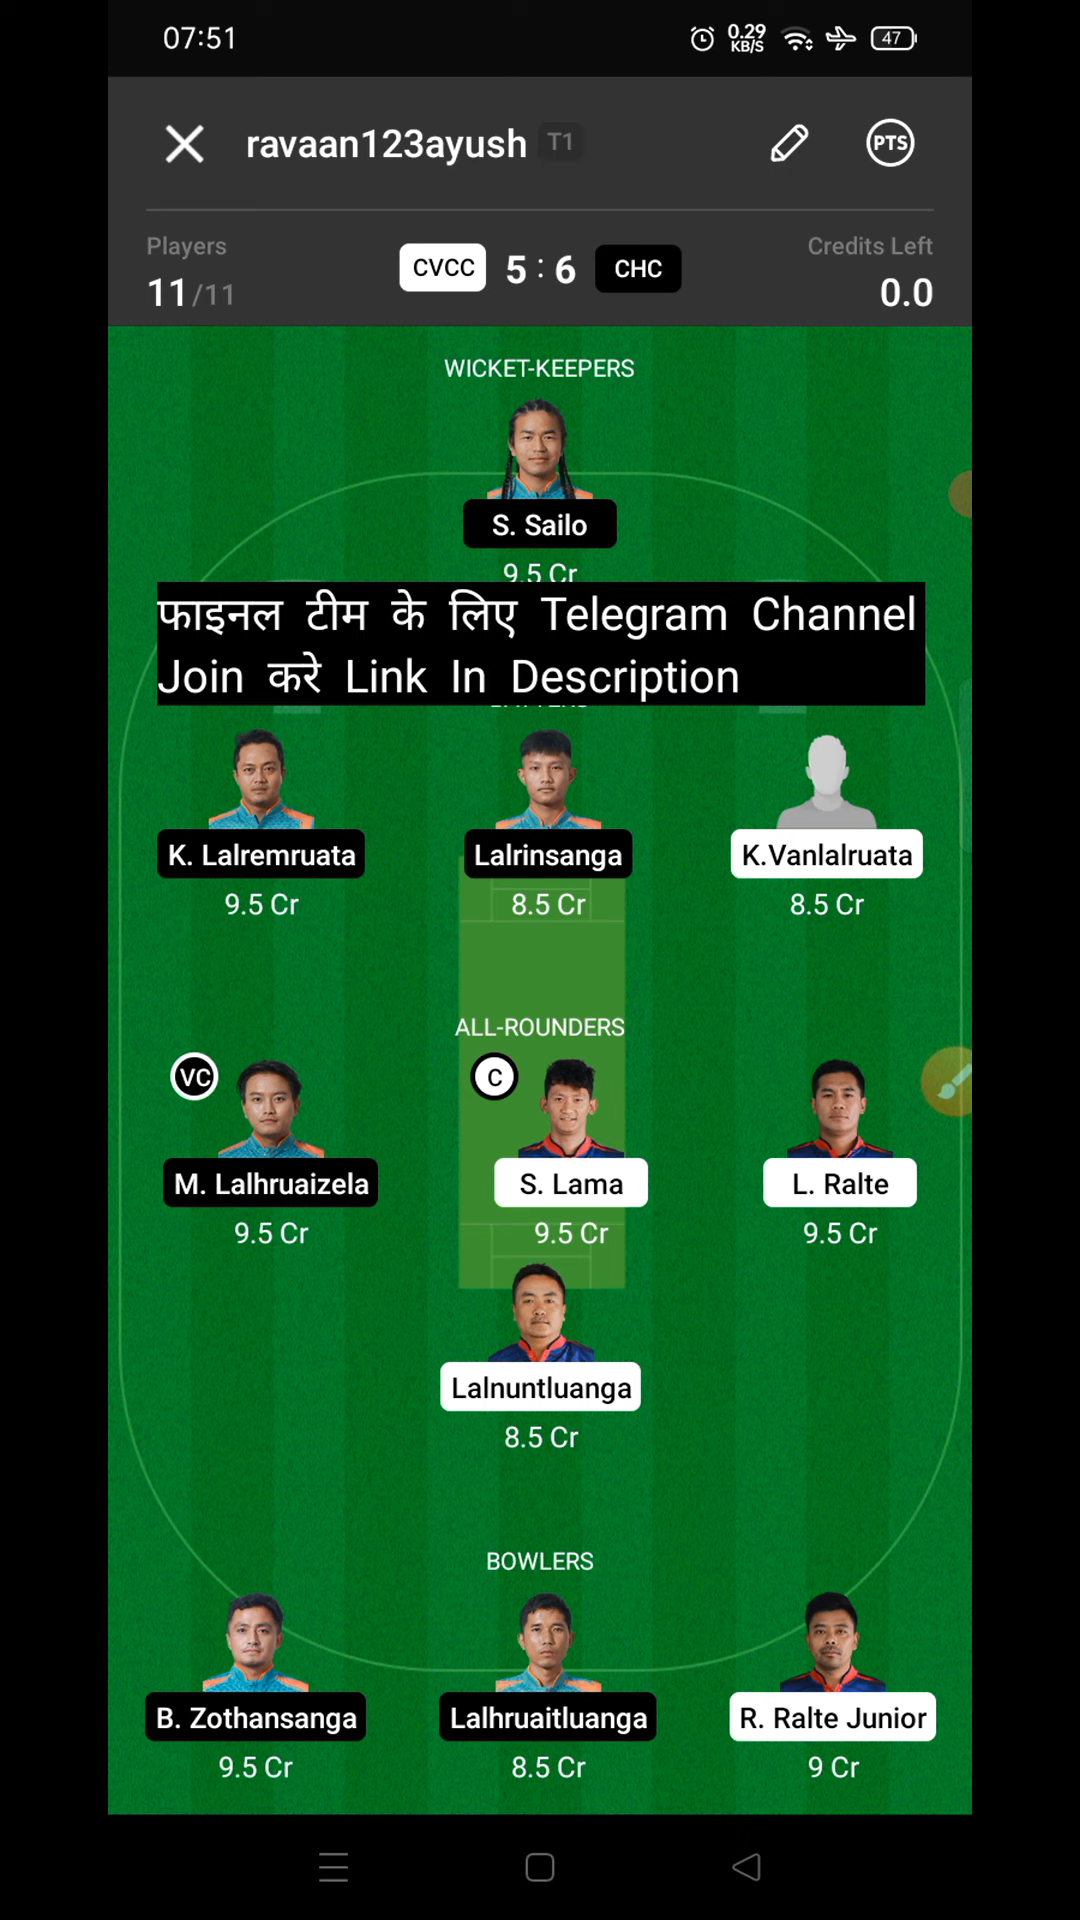 07:51 0.29 KB/S 47
ravaan123ayush T1 PTS
Players CVCC 5 : 6 CHC Credits Left
11/11 0.0
WICKET-KEEPERS
S. Sailo
9.5 Cr
फाइनल टीम के लिए Telegram Channel
Join करे Link In Description
K. Lalremruata Lalrinsanga K.Vanlalruata
9.5 Cr 8.5 Cr 8.5 Cr
ALL-ROUNDERS
VC C
M. Lalhruaizela S. Lama L. Ralte
9.5 Cr 9.5 Cr 9.5 Cr
Lalnuntluanga
8.5 Cr
BOWLERS
B. Zothansanga Lalhruaitluanga R. Ralte Junior
9.5 Cr 8.5 Cr 9 Cr